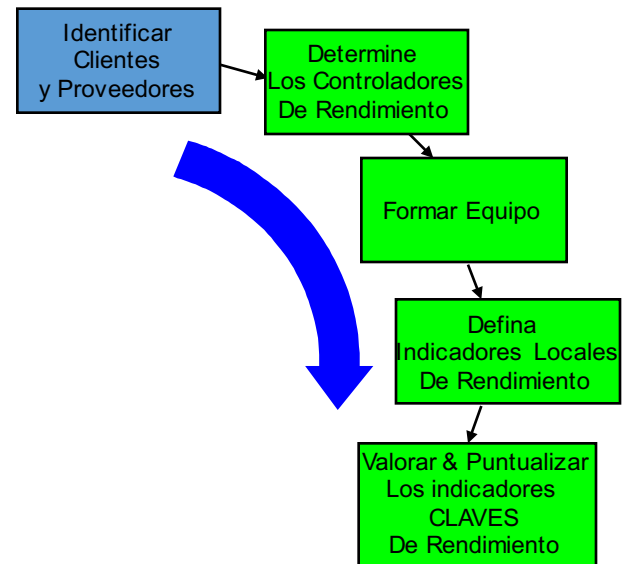 Identificar
Clientes
y Proveedores
Determine
Los Controladores
De Rendimiento
Formar Equipo
Defina
Indicadores Locales
De Rendimiento
Valorar & Puntualizar
Los indicadores
CLAVES
De Rendimiento